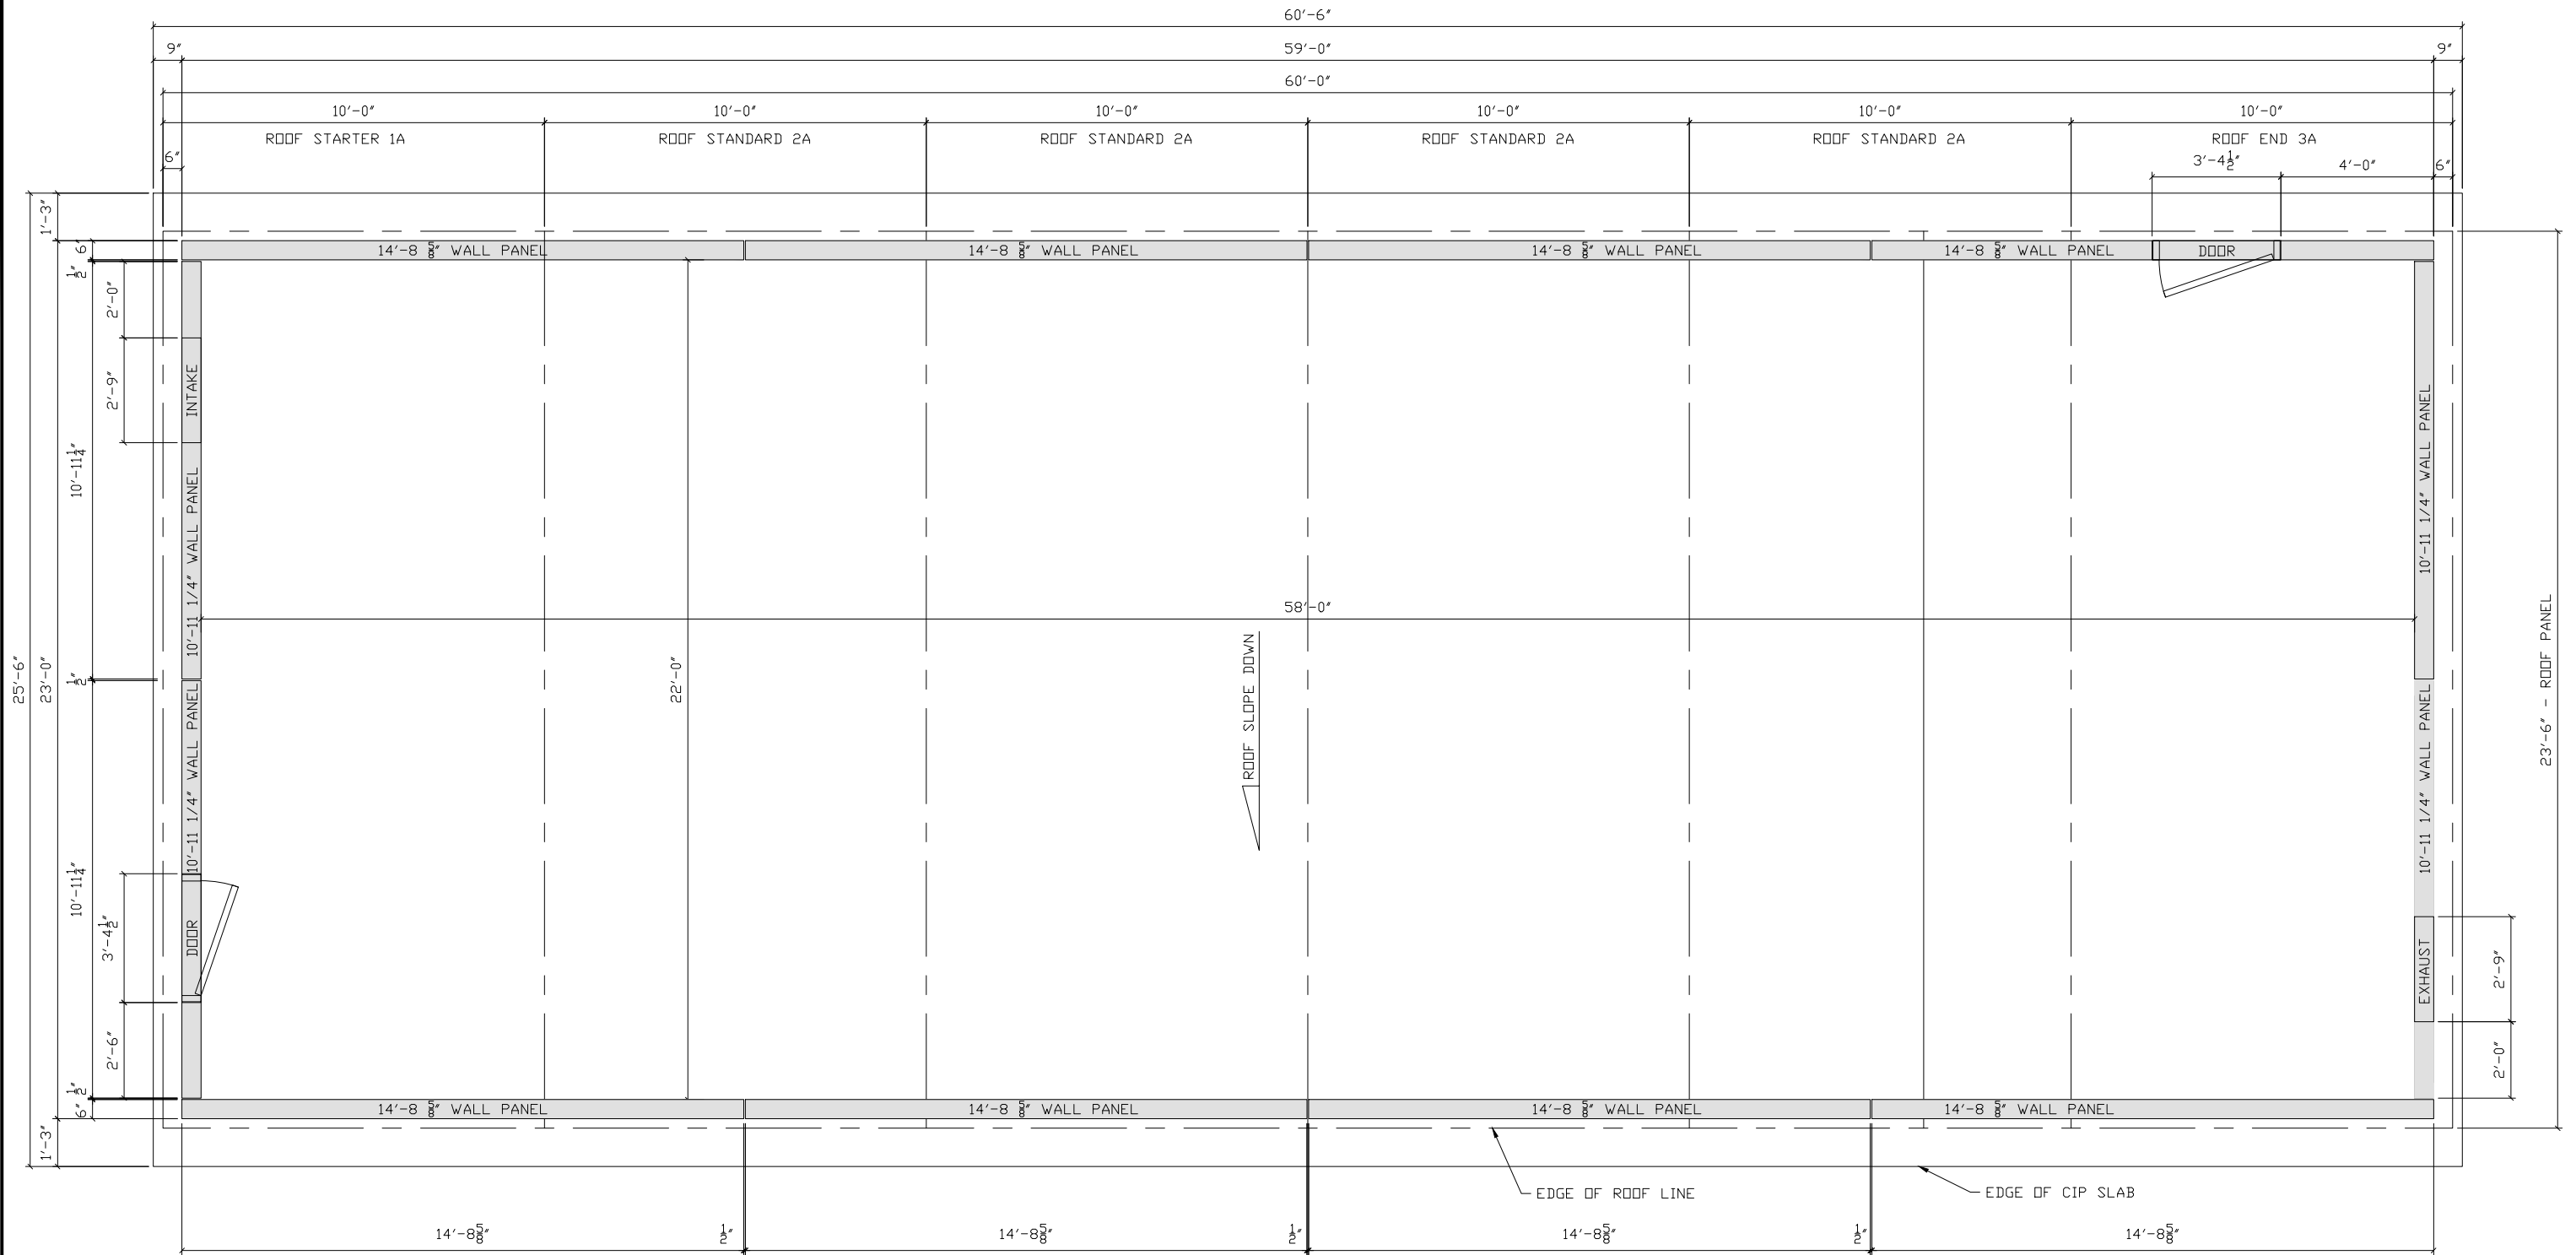 60'-6"
9" 59'-0" 9"
60'-0"
10'-0" 10'-0" 10'-0" 10'-0" 10'-0" 10'-0"
ROOF STARTER 1A ROOF STANDARD 2A ROOF STANDARD 2A ROOF STANDARD 2A ROOF STANDARD 2A ROOF END 3A
6" 3'-4½" 4'-0" 6"
1'-3"
6"
14'-8 ⅝" WALL PANEL 14'-8 ⅝" WALL PANEL 14'-8 ⅝" WALL PANEL 14'-8 ⅝" WALL PANEL DOOR
½"
2'-0"
2'-9"
INTAKE
10'-11¼"
10'-11 1/4" WALL PANEL
10'-11 1/4" WALL PANEL
58'-0"
25'-6"
23'-0"
½"
22'-0"
ROOF SLOPE DOWN
23'-6" - ROOF PANEL
10'-11 1/4" WALL PANEL
10'-11 1/4" WALL PANEL
10'-11¼"
3'-4½"
DOOR
EXHAUST
2'-9"
2'-6"
2'-0"
½"
6"
14'-8 ⅝" WALL PANEL 14'-8 ⅝" WALL PANEL 14'-8 ⅝" WALL PANEL 14'-8 ⅝" WALL PANEL
1'-3"
EDGE OF ROOF LINE
EDGE OF CIP SLAB
14'-8⅝" ½" 14'-8⅝" ½" 14'-8⅝" ½" 14'-8⅝"